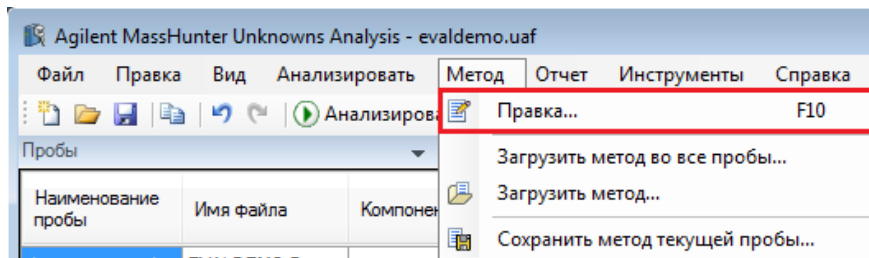 Agilent MassHunter Unknowns Analysis - evaldemo.uaf
Файл Правка Вид Анализировать Метод Отчет Инструменты Справка
Анализиров
Правка... F10
Пробы
Загрузить метод во все пробы...
Наименование пробы
Имя файла
Загрузить метод...
Сохранить метод текущей пробы...